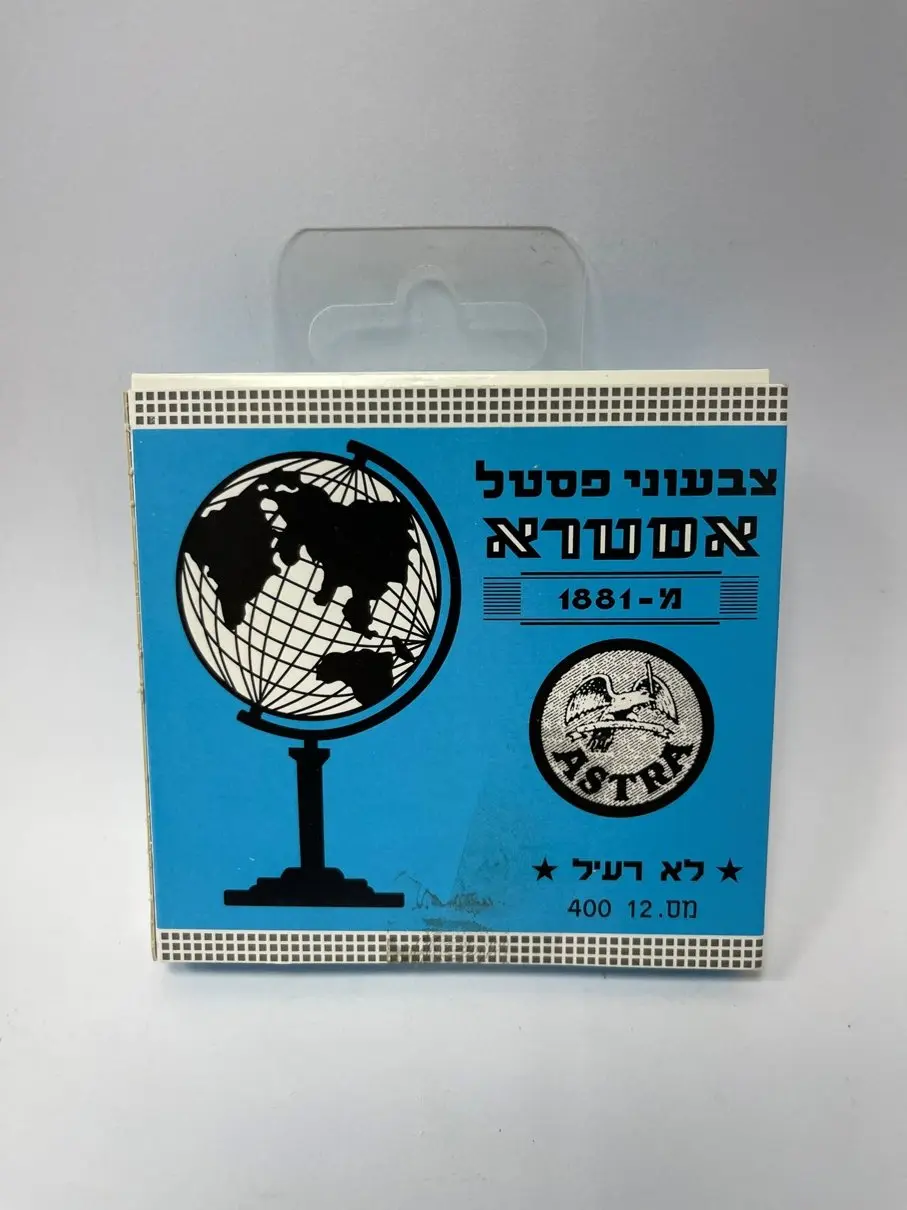 צבעוני פסטל
אסטרא
מ-1881
ASTRA
★ לא רעיל ★
מס. 12 400